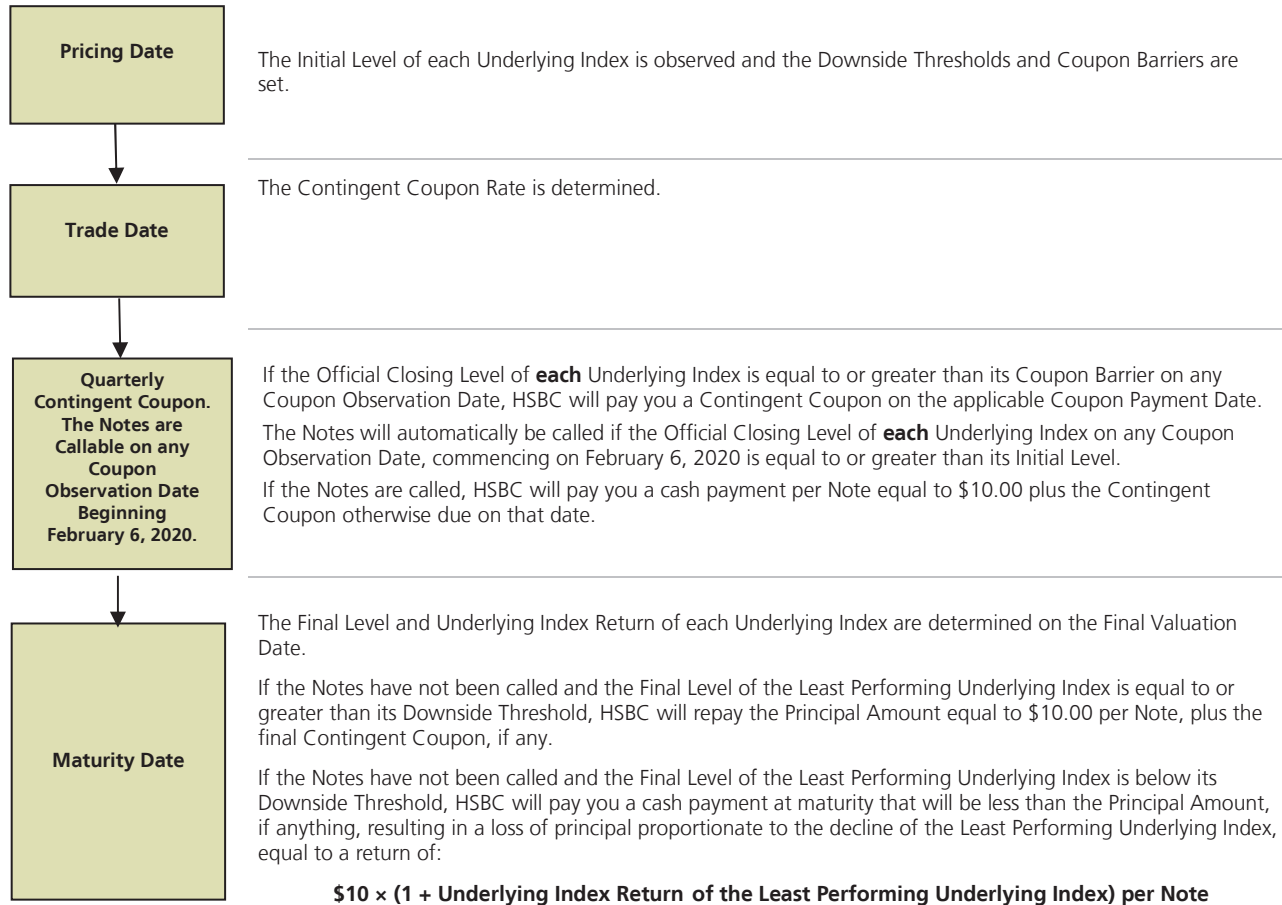 Pricing Date
The Initial Level of each Underlying Index is observed and the Downside Thresholds and Coupon Barriers are
set.
Trade Date
The Contingent Coupon Rate is determined.
Quarterly
Contingent Coupon.
The Notes are
Callable on any
Coupon
Observation Date
Beginning
February 6, 2020.
If the Official Closing Level of each Underlying Index is equal to or greater than its Coupon Barrier on any
Coupon Observation Date, HSBC will pay you a Contingent Coupon on the applicable Coupon Payment Date.
The Notes will automatically be called if the Official Closing Level of each Underlying Index on any Coupon
Observation Date, commencing on February 6, 2020 is equal to or greater than its Initial Level.
If the Notes are called, HSBC will pay you a cash payment per Note equal to $10.00 plus the Contingent
Coupon otherwise due on that date.
Maturity Date
The Final Level and Underlying Index Return of each Underlying Index are determined on the Final Valuation
Date.
If the Notes have not been called and the Final Level of the Least Performing Underlying Index is equal to or
greater than its Downside Threshold, HSBC will repay the Principal Amount equal to $10.00 per Note, plus the
final Contingent Coupon, if any.
If the Notes have not been called and the Final Level of the Least Performing Underlying Index is below its
Downside Threshold, HSBC will pay you a cash payment at maturity that will be less than the Principal Amount,
if anything, resulting in a loss of principal proportionate to the decline of the Least Performing Underlying Index,
equal to a return of:
$10 × (1 + Underlying Index Return of the Least Performing Underlying Index) per Note